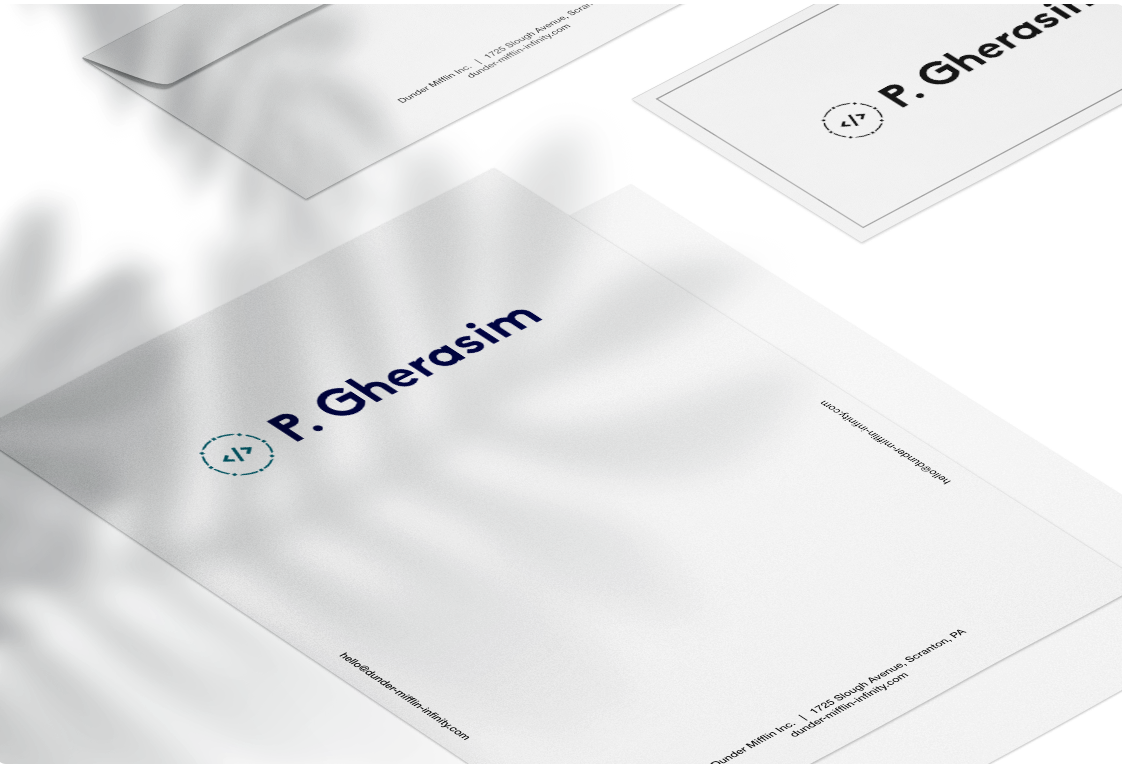 Dunder Mifflin Inc. | 1725 Slough Avenue, Scran
dunder-mifflin-infinity.com
</> P. Gherasim
</> P. Gherasim
hello@dunder-mifflin-infinity.com
hello@dunder-mifflin-infinity.com
Dunder Mifflin Inc. | 1725 Slough Avenue, Scranton, PA
dunder-mifflin-infinity.com